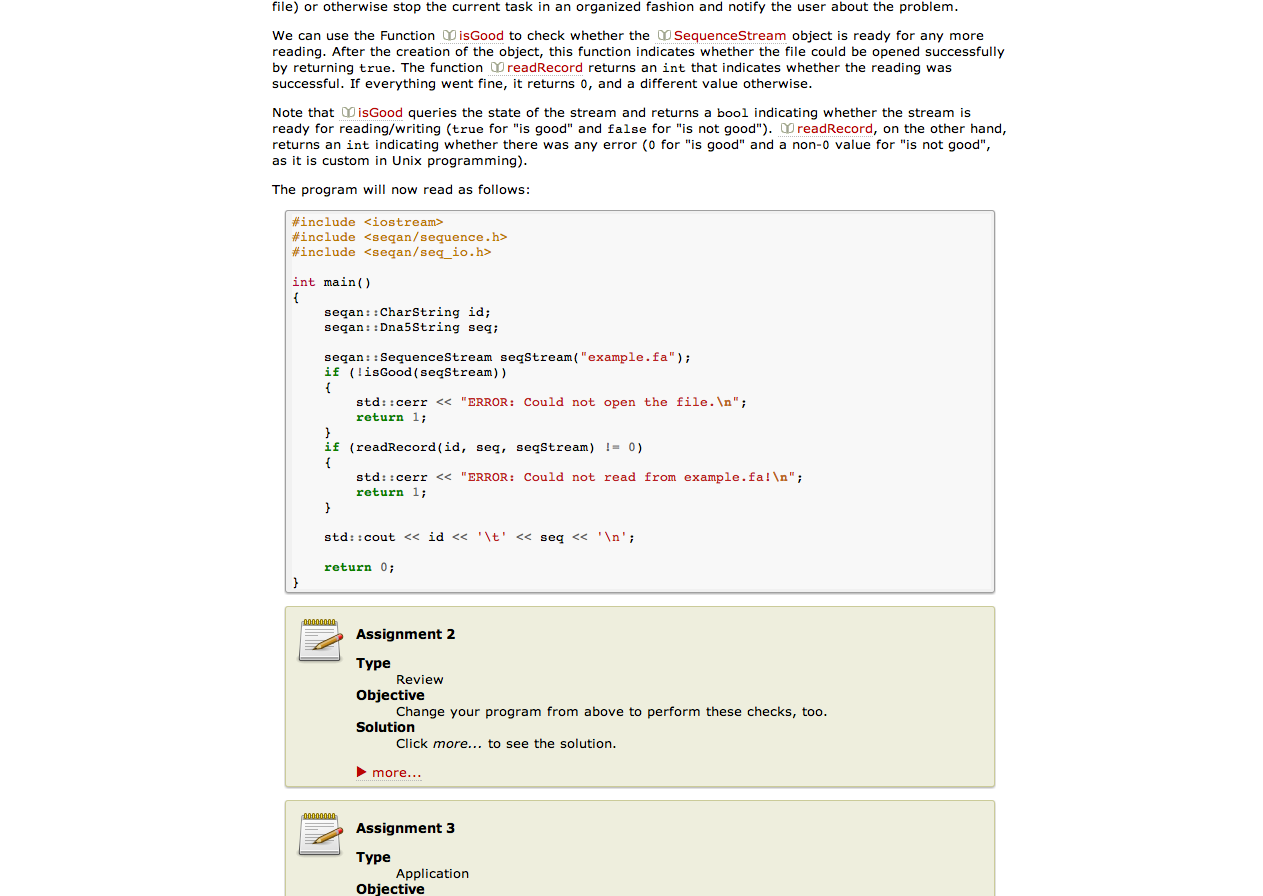 file) or otherwise stop the current task in an organized fashion and notify the user about the problem.
We can use the Function isGood to check whether the SequenceStream object is ready for any more
reading. After the creation of the object, this function indicates whether the file could be opened successfully
by returning true. The function readRecord returns an int that indicates whether the reading was
successful. If everything went fine, it returns 0, and a different value otherwise.
Note that isGood queries the state of the stream and returns a bool indicating whether the stream is
ready for reading/writing (true for "is good" and false for "is not good"). readRecord, on the other hand,
returns an int indicating whether there was any error (0 for "is good" and a non-0 value for "is not good",
as it is custom in Unix programming).
The program will now read as follows:
#include <iostream>
#include <seqan/sequence.h>
#include <seqan/seq_io.h>
int main()
{
    seqan::CharString id;
    seqan::Dna5String seq;
    seqan::SequenceStream seqStream("example.fa");
    if (!isGood(seqStream))
    {
        std::cerr << "ERROR: Could not open the file.\n";
        return 1;
    }
    if (readRecord(id, seq, seqStream) != 0)
    {
        std::cerr << "ERROR: Could not read from example.fa!\n";
        return 1;
    }
    std::cout << id << '\t' << seq << '\n';
    return 0;
}
Assignment 2
Type
Review
Objective
Change your program from above to perform these checks, too.
Solution
Click more... to see the solution.
more...
Assignment 3
Type
Application
Objective